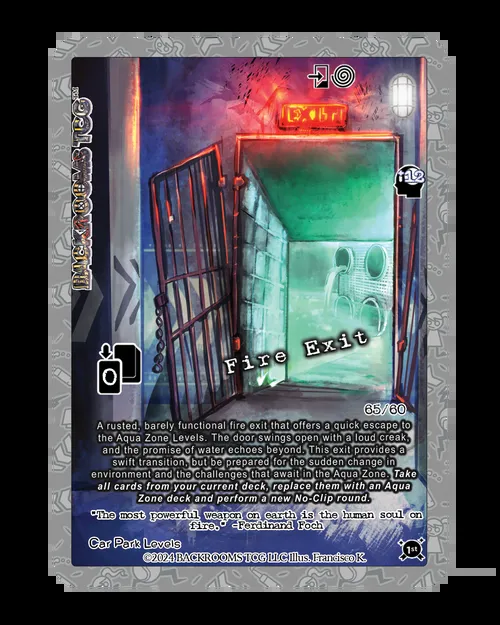 EXIT
BACKROOMS TCG
Fire Exit
65/60
A rusted, barely functional fire exit that offers a quick escape to
the Aqua Zone Levels. The door swings open with a loud creak,
and the promise of water echoes beyond. This exit provides a
swift transition, but be prepared for the sudden change in
environment and the challenges that await in the Aqua Zone. Take
all cards from your current deck, replace them with an Aqua
Zone deck and perform a new No-Clip round.
"The most powerful weapon on earth is the human soul on
fire." -Ferdinand Foch
Car Park Levels
©2024 BACKROOMS TCG LLC Illus. Francisco K.
1st